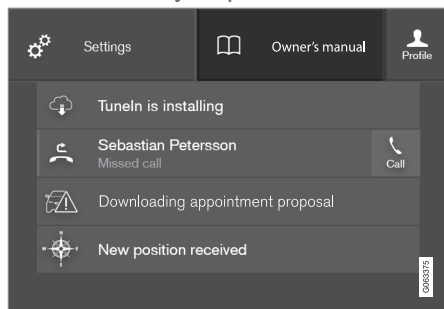 Settings
Owner's manual
Profile
TuneIn is installing
Sebastian Petersson
Missed call
Call
Downloading appointment proposal
New position received
G063375